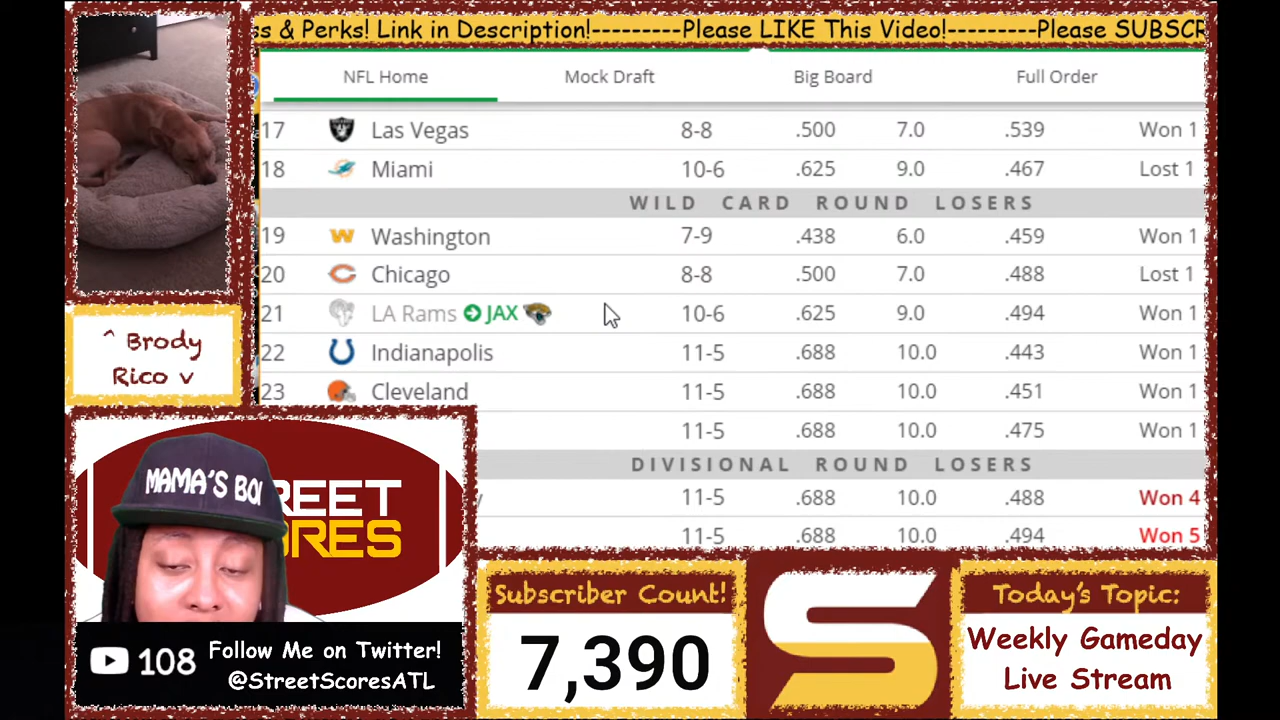 ss & Perks! Link in Description!---------Please LIKE This Video!---------Please SUBSCR
NFL Home Mock Draft Big Board Full Order
17 Las Vegas 8-8 .500 7.0 .539 Won 1
18 Miami 10-6 .625 9.0 .467 Lost 1
WILD CARD ROUND LOSERS
19 Washington 7-9 .438 6.0 .459 Won 1
20 Chicago 8-8 .500 7.0 .488 Lost 1
21 LA Rams JAX 10-6 .625 9.0 .494 Won 1
22 Indianapolis 11-5 .688 10.0 .443 Won 1
23 Cleveland 11-5 .688 10.0 .451 Won 1
11-5 .688 10.0 .475 Won 1
DIVISIONAL ROUND LOSERS
11-5 .688 10.0 .488 Won 4
11-5 .688 10.0 .494 Won 5
^ Brody
Rico v
MAMA'S BOI
REET
ORES
108 Follow Me on Twitter!
@StreetScoresATL
Subscriber Count!
7,390
S
Today's Topic:
Weekly Gameday
Live Stream